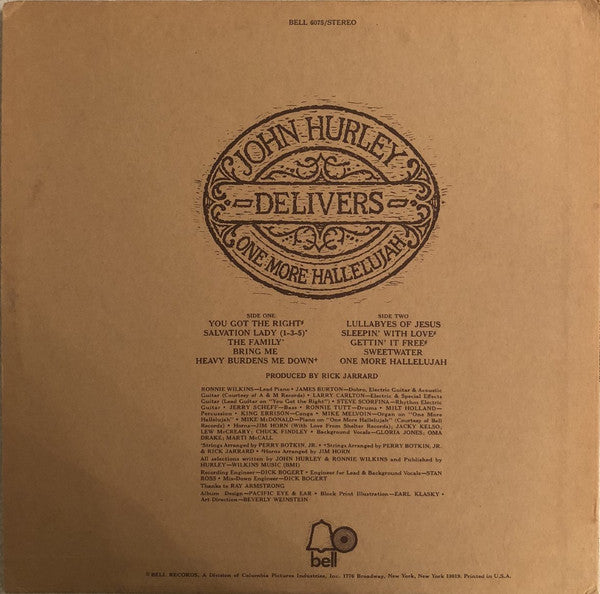 BELL 6075/STEREO
JOHN HURLEY
DELIVERS
ONE MORE HALLELUJAH
SIDE ONE:
YOU GOT THE RIGHT‡
SALVATION LADY (1-3-5)*
THE FAMILY*
BRING ME
HEAVY BURDENS ME DOWN+
SIDE TWO
LULLABYES OF JESUS
SLEEPIN' WITH LOVE‡
GETTIN' IT FREE‡
SWEETWATER
ONE MORE HALLELUJAH
PRODUCED BY RICK JARRARD
RONNIE WILKINS—Lead Piano • JAMES BURTON—Dobro, Electric Guitar & Acoustic
Guitar (Courtesy of A & M Records) • LARRY CARLTON—Electric & Special Effects
Guitar (Lead Guitar on "You Got the Right") • STEVE SCORFINA—Rhythm Electric
Guitar • JERRY SCHEFF—Bass • RONNIE TUTT—Drums • MILT HOLLAND—
Percussion • KING ERRISON—Conga • MIKE MELVOIN—Organ on "One More
Hallelujah" • MIKE McDONALD—Piano on "One More Hallelujah" (Courtesy of Bell
Records) • Horns—JIM HORN (With Love From Shelter Records); JACKY KELSO,
LEW McCREARY; CHUCK FINDLEY • Background Vocals—GLORIA JONES; OMA
DRAKE; MARTI McCALL
*Strings Arranged by PERRY BOTKIN, JR. • +Strings Arranged by PERRY BOTKIN, JR.
& RICK JARRARD • ‡Horns Arranged by JIM HORN
All selections written by JOHN HURLEY & RONNIE WILKINS and Published by
HURLEY—WILKINS MUSIC (BMI)
Recording Engineer—DICK BOGERT • Engineer for Lead & Background Vocals—STAN
ROSS • Mix-Down Engineer—DICK BOGERT
Thanks to RAY ARMSTRONG
Album Design—PACIFIC EYE & EAR • Block Print Illustration—EARL KLASKY •
Art Direction—BEVERLY WEINSTEIN
bell
©BELL RECORDS, A Division of Columbia Pictures Industries, Inc. 1776 Broadway, New York, New York 10019. Printed in U.S.A.